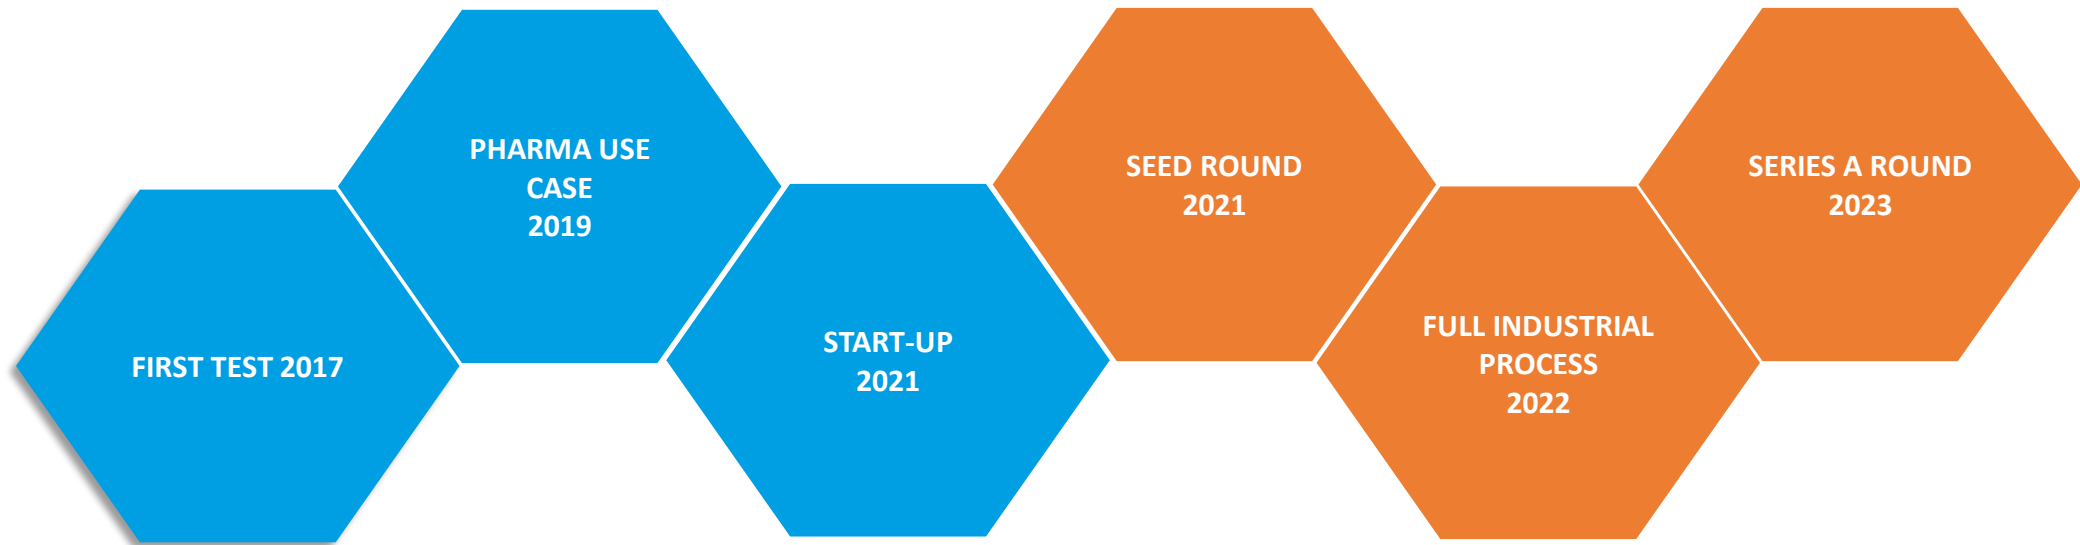 FIRST TEST 2017
PHARMA USE
CASE
2019
START-UP
2021
SEED ROUND
2021
FULL INDUSTRIAL
PROCESS
2022
SERIES A ROUND
2023